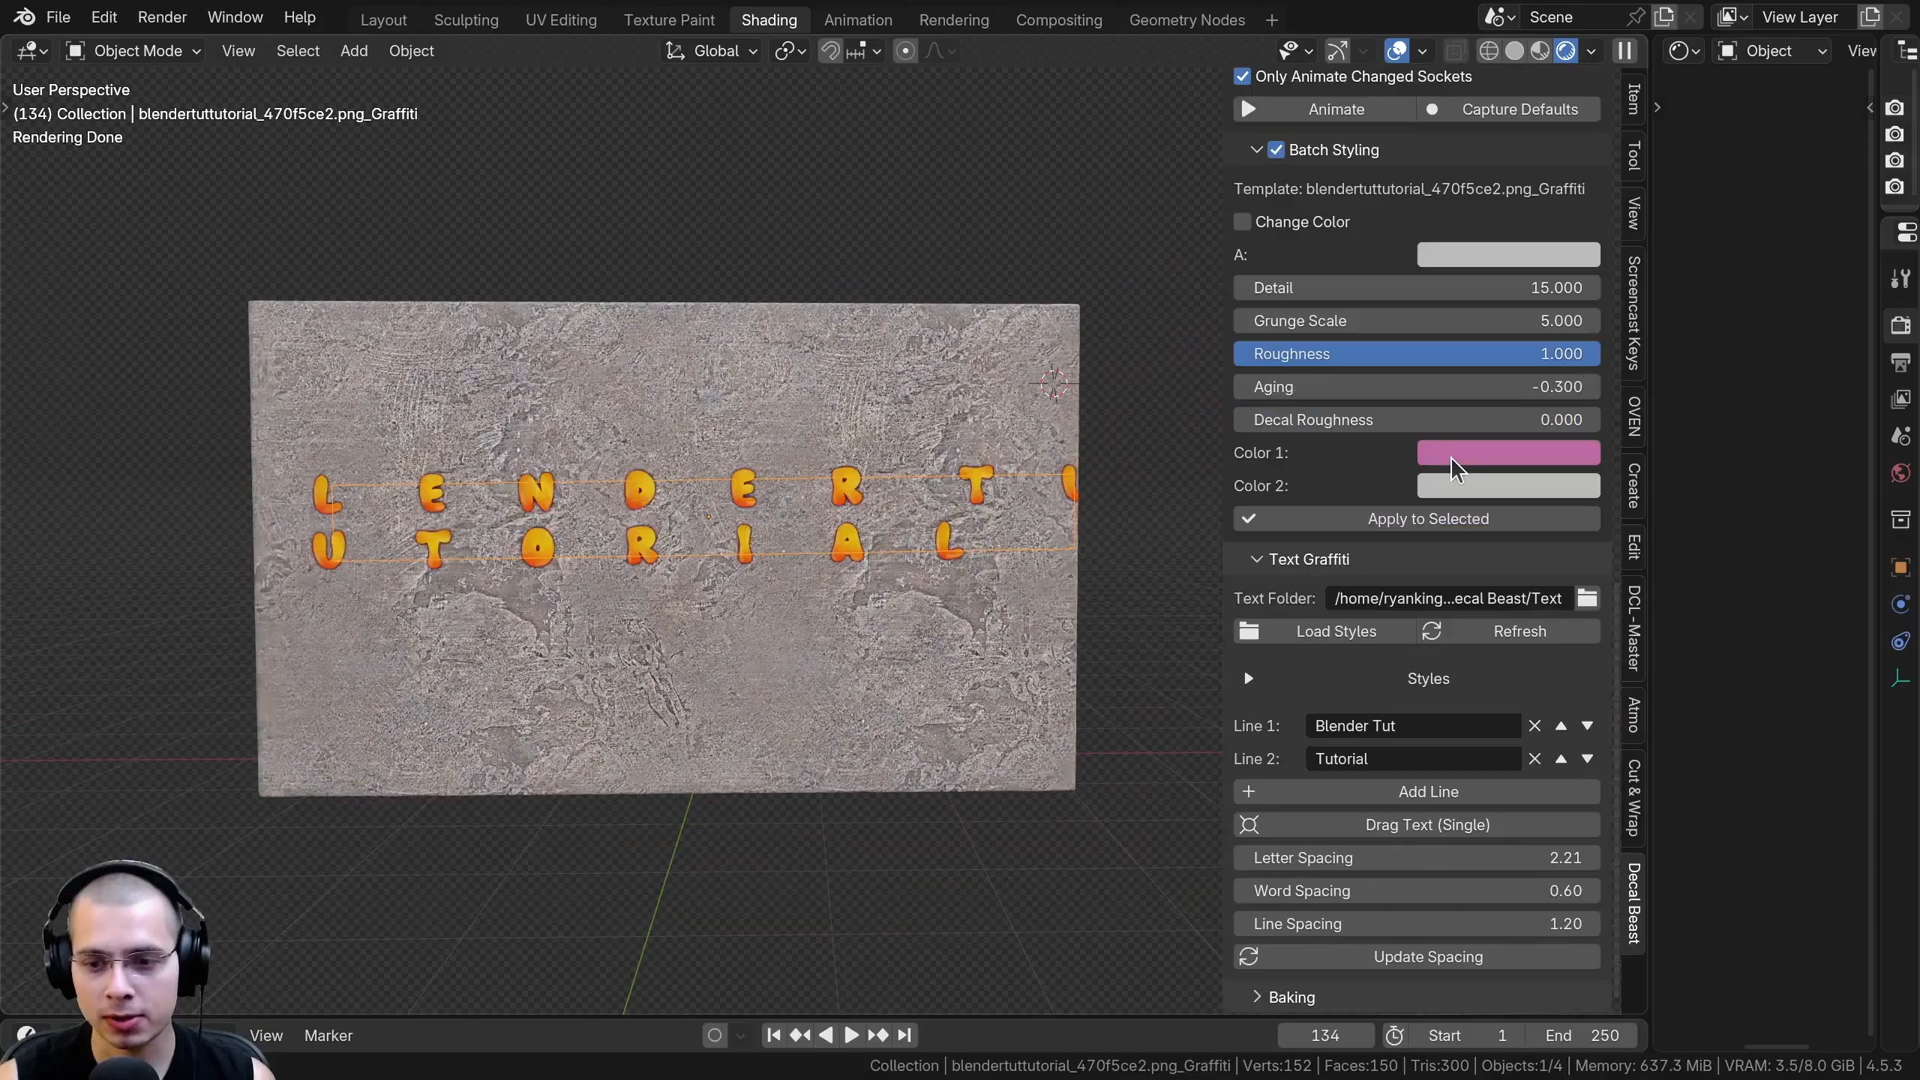 File Edit Render Window Help Layout Sculpting UV Editing Texture Paint Shading Animation Rendering Compositing Geometry Nodes Scene View Layer
Object Mode View Select Add Object Global Object View
User Perspective
(134) Collection | blendertuttutorial_470f5ce2.png_Graffiti
Rendering Done
Only Animate Changed Sockets
Animate Capture Defaults
Batch Styling
Template: blendertuttutorial_470f5ce2.png_Graffiti
Change Color
A:
Detail 15.000
Grunge Scale 5.000
Roughness 1.000
Aging -0.300
Decal Roughness 0.000
Color 1:
Color 2:
Apply to Selected
Text Graffiti
Text Folder: /home/ryanking...ecal Beast/Text
Load Styles Refresh
Styles
Line 1: Blender Tut
Line 2: Tutorial
Add Line
Drag Text (Single)
Letter Spacing 2.21
Word Spacing 0.60
Line Spacing 1.20
Update Spacing
Baking
Item
Tool
View
Screencast Keys
OVEN
Create
Edit
DCL-Master
Atmo
Cut & Wrap
Decal Beast
L E N D E R T U
U T O R I A L
View Marker 134 Start 1 End 250
Collection | blendertuttutorial_470f5ce2.png_Graffiti | Verts:152 | Faces:150 | Tris:300 | Objects:1/4 | Memory: 637.3 MiB | VRAM: 3.5/8.0 GiB | 4.5.3